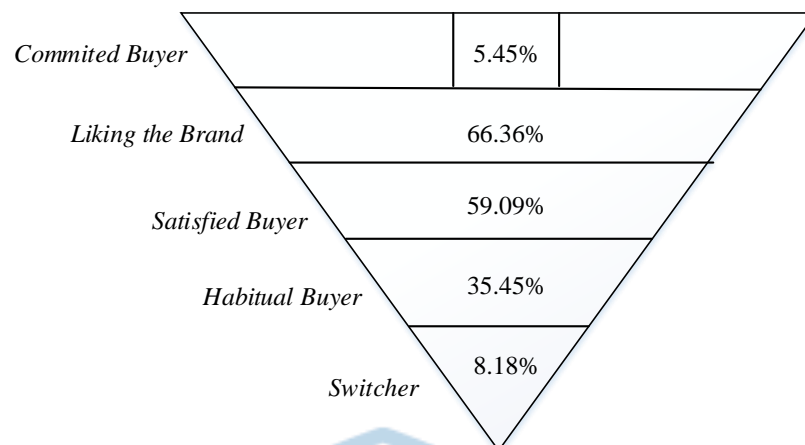 Commited Buyer 5.45%
Liking the Brand 66.36%
Satisfied Buyer 59.09%
Habitual Buyer 35.45%
Switcher 8.18%